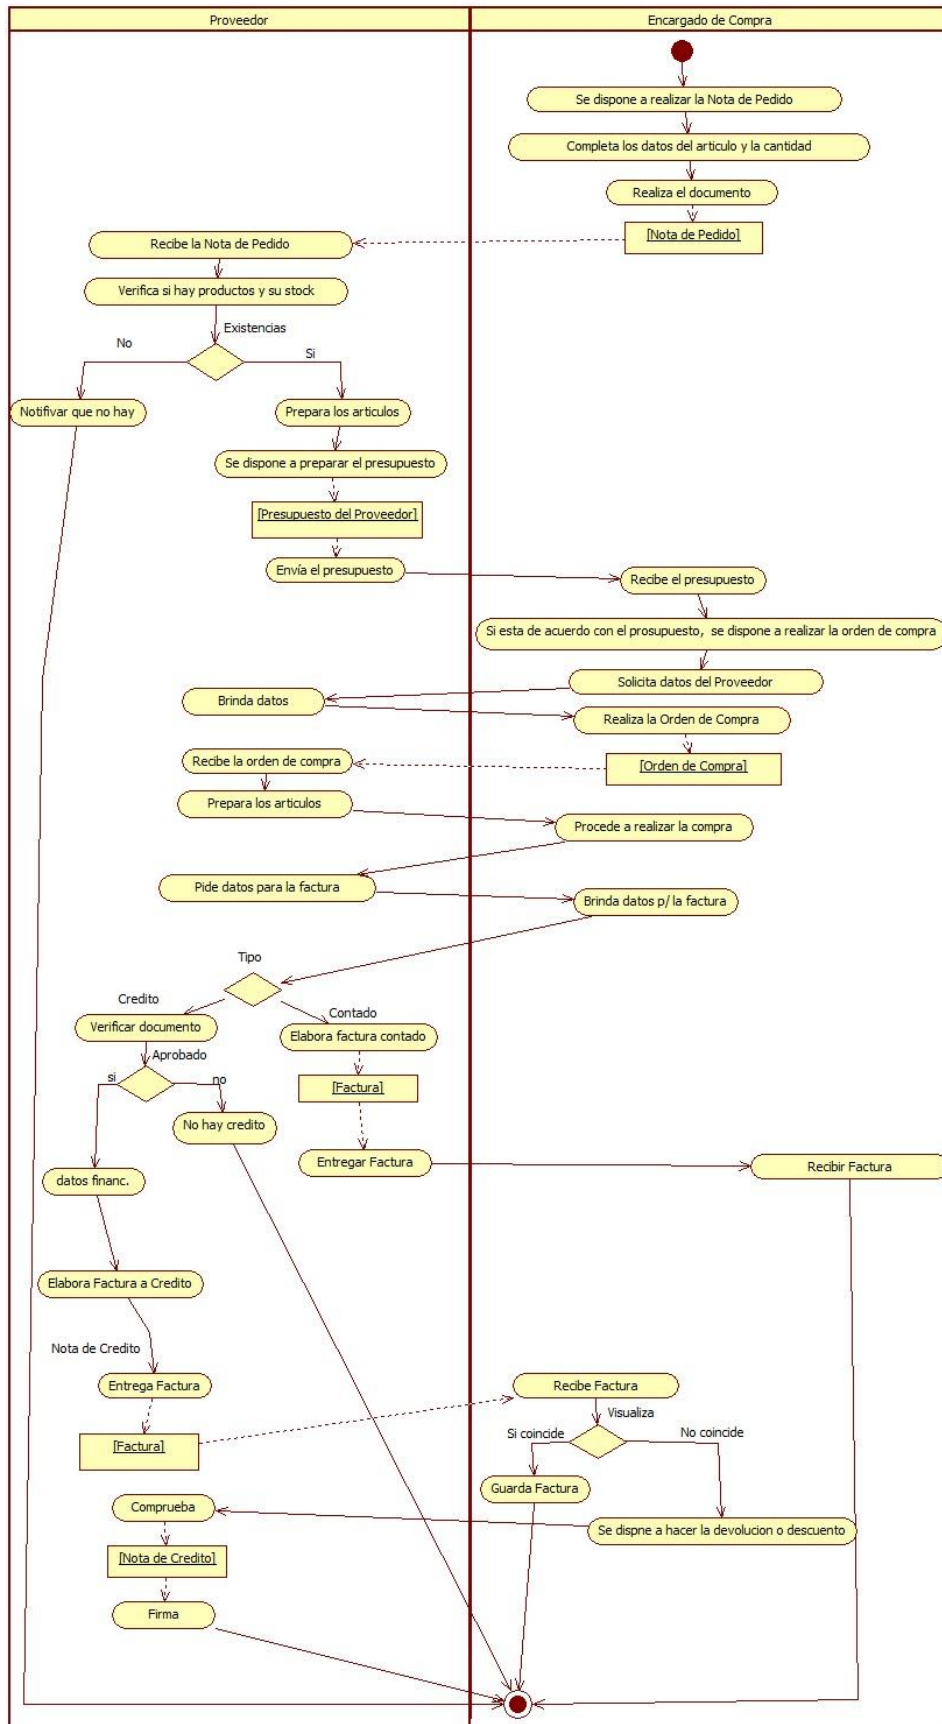 Proveedor
Encargado de Compra
Se dispone a realizar la Nota de Pedido
Completa los datos del articulo y la cantidad
Realiza el documento
[Nota de Pedido]
Recibe la Nota de Pedido
Verifica si hay productos y su stock
Existencias
No
Si
Notifivar que no hay
Prepara los articulos
Se dispone a preparar el presupuesto
[Presupuesto del Proveedor]
Envía el presupuesto
Recibe el presupuesto
Si esta de acuerdo con el prosupuesto, se dispone a realizar la orden de compra
Solicita datos del Proveedor
Brinda datos
Realiza la Orden de Compra
Recibe la orden de compra
[Orden de Compra]
Prepara los articulos
Procede a realizar la compra
Pide datos para la factura
Brinda datos p/ la factura
Tipo
Credito
Contado
Verificar documento
Elabora factura contado
Aprobado
si
no
[Factura]
No hay credito
Entregar Factura
Recibir Factura
datos financ.
Elabora Factura a Credito
Nota de Credito
Entrega Factura
Recibe Factura
Visualiza
Si coincide
No coincide
[Factura]
Guarda Factura
Comprueba
Se dispne a hacer la devolucion o descuento
[Nota de Credito]
Firma